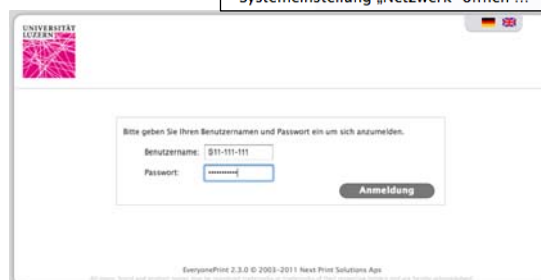 Systemeinstellung „Netzwerk" öffnen ...
UNIVERSITÄT
LUZERN
Bitte geben Sie Ihren Benutzernamen und Passwort ein um sich anzumelden.
Benutzername: S11-111-111
Passwort: •••••••••••
Anmeldung
EveryonePrint 2.3.0 © 2003-2011 Next Print Solutions Aps